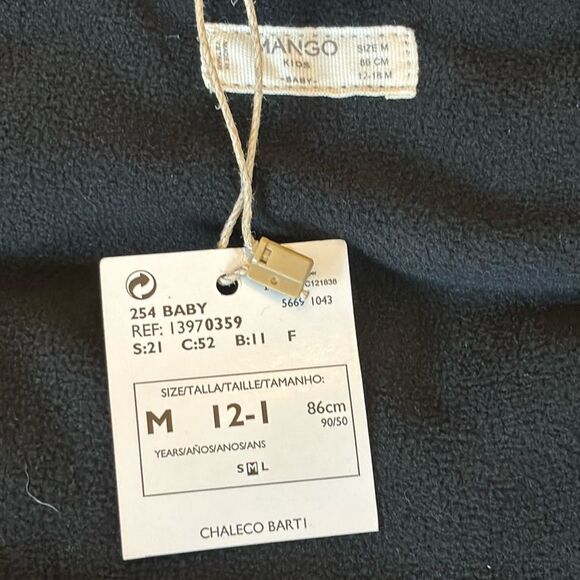 MANGO
KIDS
-BABY-
SIZE M
86 CM
12-18 M
C121838
5669 1043
254 BABY
REF: 13970359
S:21 C:52 B:11 F
SIZE/TALLA/TAILLE/TAMANHO:
M 12-1 86cm
90/50
YEARS/AÑOS/ANOS/ANS
S M L
CHALECO BARTI